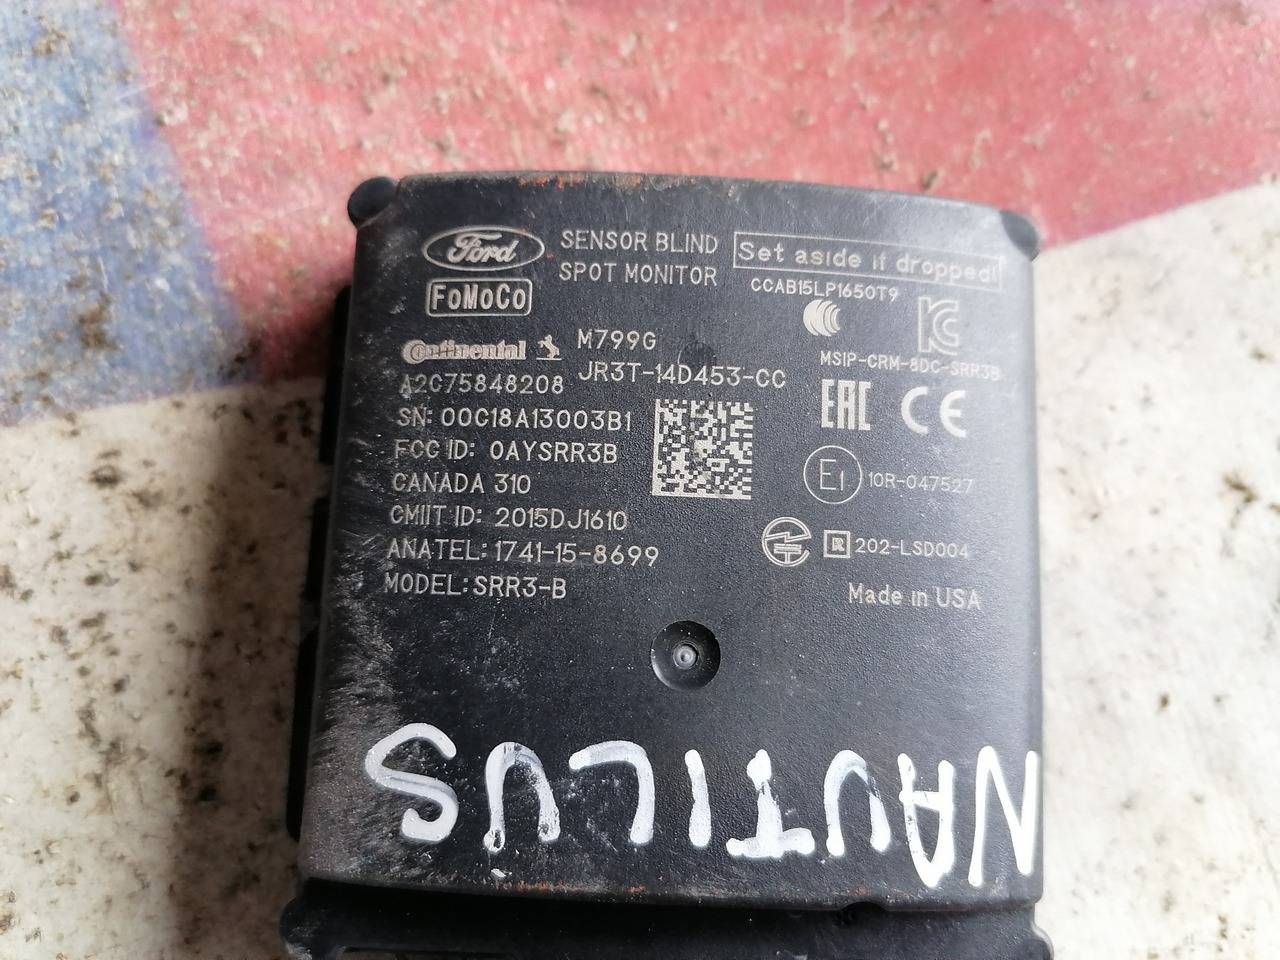 Ford
FoMoCo
SENSOR BLIND
SPOT MONITOR
Set aside if dropped!
CCAB15LP1650T9
Continental
M799G
MSIP-CRM-8DC-SRR3B
A2C75848208
JR3T-14D453-CC
SN: 00C18A13003B1
EAC CE
FCC ID: OAYSRR3B
CANADA 310
E1 10R-047527
CMIIT ID: 2015DJ1610
R 202-LSD004
ANATEL: 1741-15-8699
MODEL: SRR3-B
Made in USA
NAUTILUS